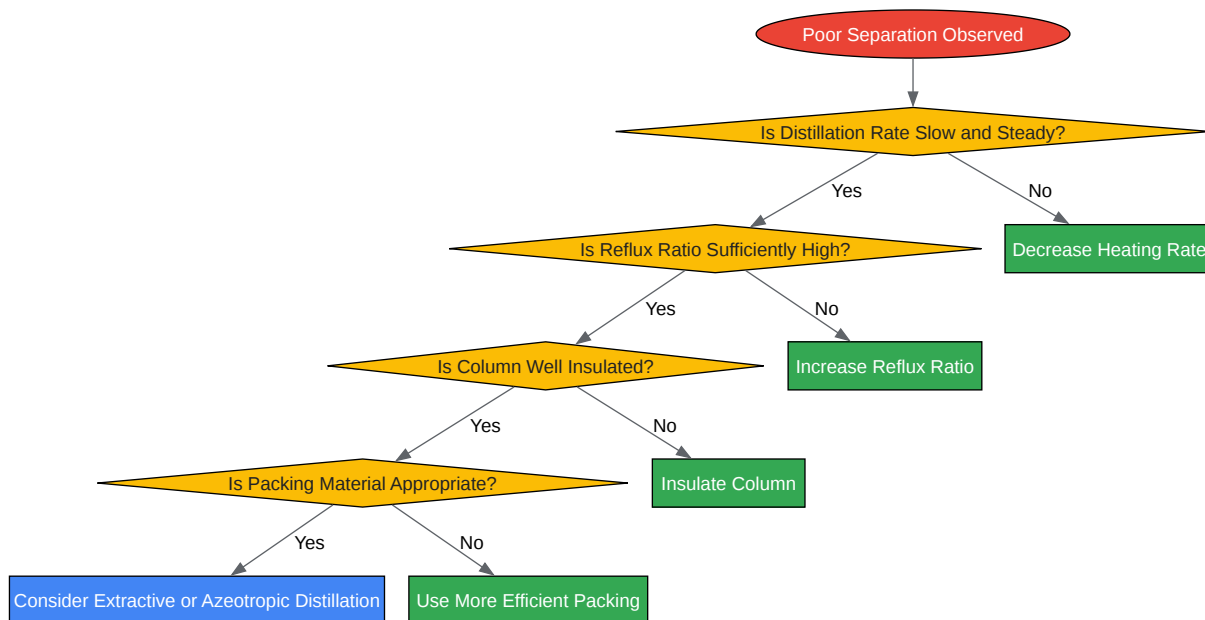 Poor Separation Observed
Is Distillation Rate Slow and Steady?
Yes
No
Is Reflux Ratio Sufficiently High?
Decrease Heating Rate
Yes
No
Is Column Well Insulated?
Increase Reflux Ratio
Yes
No
Is Packing Material Appropriate?
Insulate Column
Yes
No
Consider Extractive or Azeotropic Distillation
Use More Efficient Packing